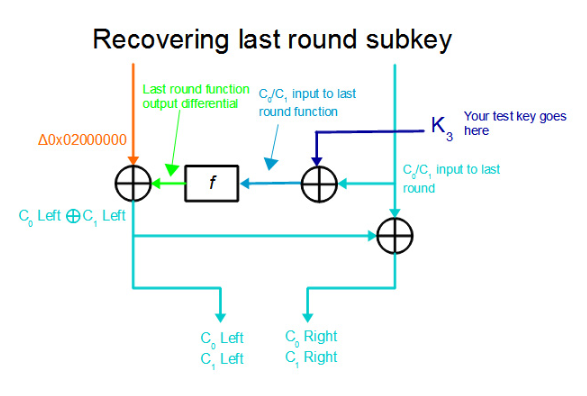 Recovering last round subkey
Last round function
output differential
C0/C1 input to last
round function
K3
Your test key goes
here
Δ0x02000000
f
C0/C1 input to last
round
C0 Left ⊕ C1 Left
C0 Left
C1 Left
C0 Right
C1 Right